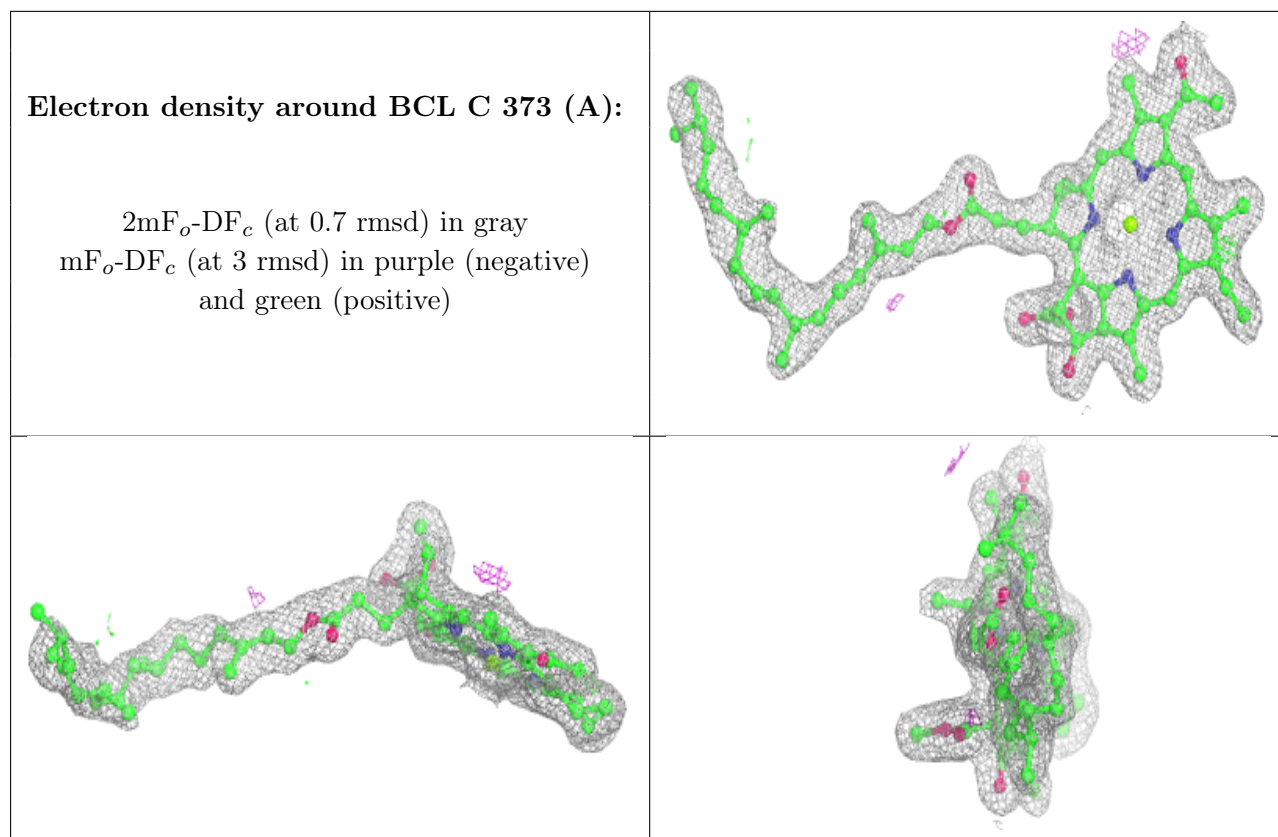 Electron density around BCL C 373 (A):
2mFo-DFc (at 0.7 rmsd) in gray
mFo-DFc (at 3 rmsd) in purple (negative)
and green (positive)